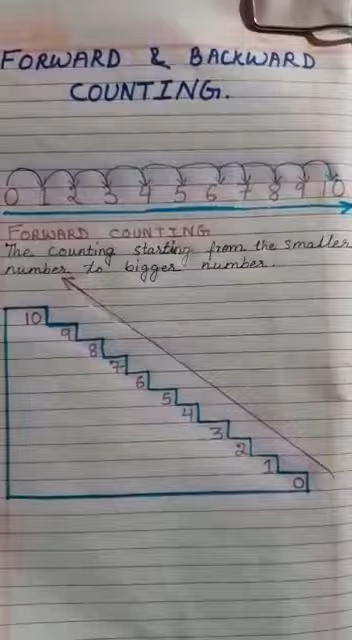 FORWARD & BACKWARD
COUNTING.
0 1 2 3 4 5 6 7 8 9 10
FORWARD COUNTING
The counting starting from the smaller
number to bigger number.
10
9
8
7
6
5
4
3
2
1
0